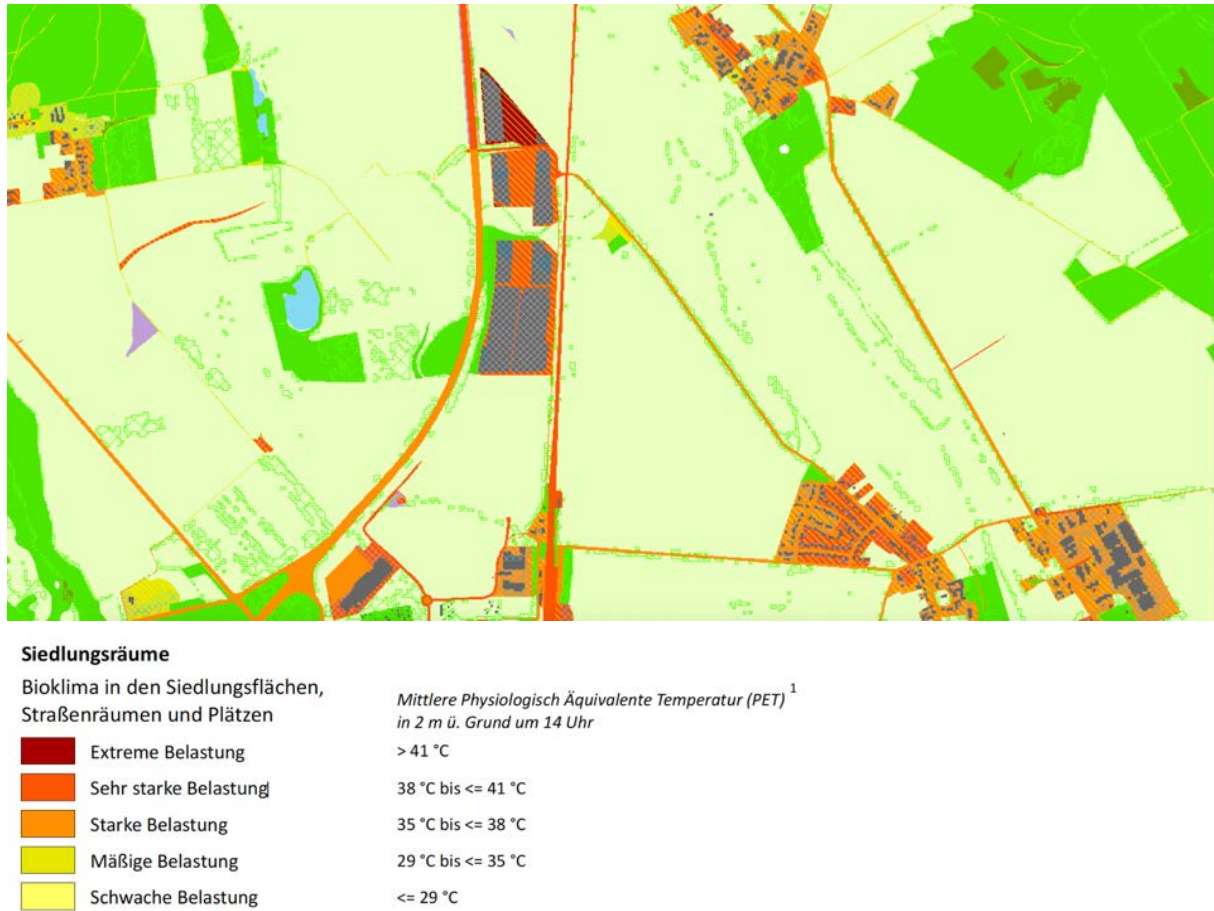 Siedlungsräume
Bioklima in den Siedlungsflächen,
Straßenräumen und Plätzen
Mittlere Physiologisch Äquivalente Temperatur (PET) 1
in 2 m ü. Grund um 14 Uhr
Extreme Belastung > 41 °C
Sehr starke Belastung 38 °C bis <= 41 °C
Starke Belastung 35 °C bis <= 38 °C
Mäßige Belastung 29 °C bis <= 35 °C
Schwache Belastung <= 29 °C